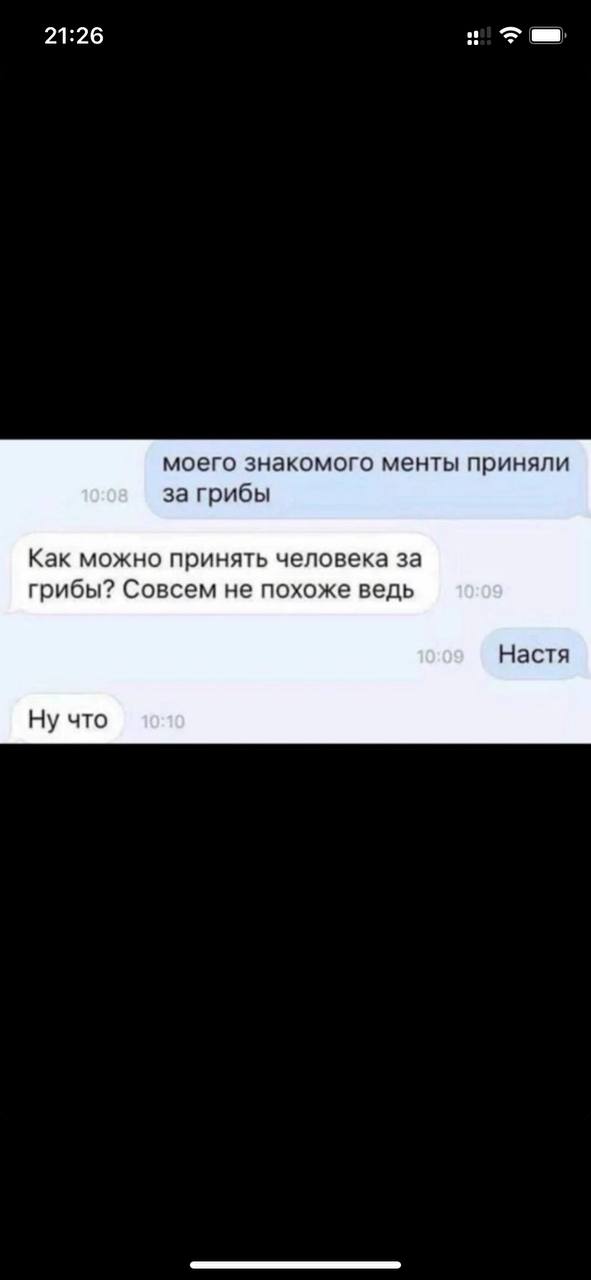 21:26
моего знакомого менты приняли
за грибы
10:08
Как можно принять человека за
грибы? Совсем не похоже ведь
10:09
10:09
Настя
Ну что
10:10